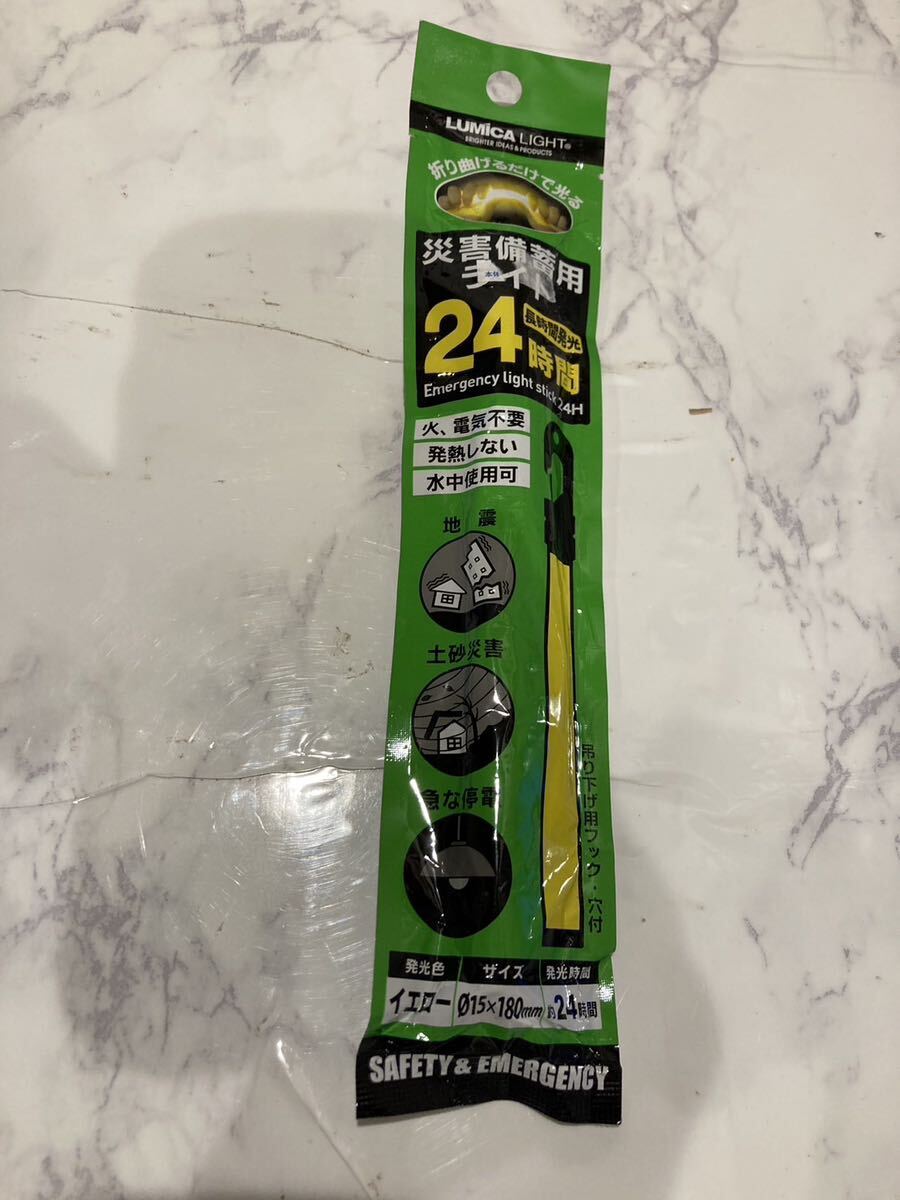 LUMiCA LIGHT®
BRIGHTER IDEAS & PRODUCTS
折り曲げるだけで光る
災害備蓄用
ライト
本体
長時間発光
24時間
Emergency light stick 24H
火、電気不要
発熱しない
水中使用可
地震
土砂災害
急な停電
吊り下げ用フック・穴付
発光色 サイズ 発光時間
イエロー Ø15×180mm 約24時間
SAFETY & EMERGENCY